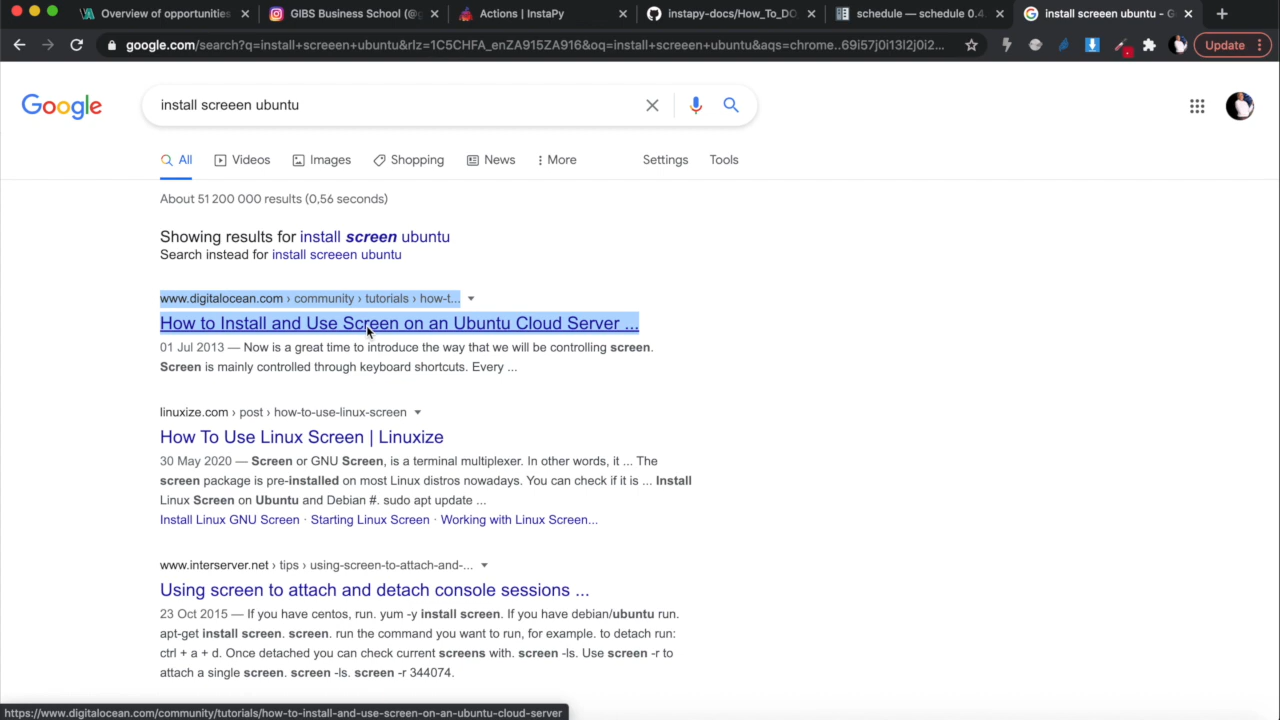 Overview of opportunities
GIBS Business School (@g
Actions | InstaPy
instapy-docs/How_To_DO
schedule — schedule 0.4.
install screeen ubuntu - G
google.com/search?q=install+screeen+ubuntu&rlz=1C5CHFA_enZA915ZA916&oq=install+screeen+ubuntu&aqs=chrome..69i57j0i13l2j0i2...
Update
Google
install screeen ubuntu
All
Videos
Images
Shopping
News
More
Settings
Tools
About 51 200 000 results (0,56 seconds)
Showing results for install screen ubuntu
Search instead for install screeen ubuntu
www.digitalocean.com › community › tutorials › how-t...
How to Install and Use Screen on an Ubuntu Cloud Server ...
01 Jul 2013 — Now is a great time to introduce the way that we will be controlling screen.
Screen is mainly controlled through keyboard shortcuts. Every ...
linuxize.com › post › how-to-use-linux-screen
How To Use Linux Screen | Linuxize
30 May 2020 — Screen or GNU Screen, is a terminal multiplexer. In other words, it ... The
screen package is pre-installed on most Linux distros nowadays. You can check if it is ... Install
Linux Screen on Ubuntu and Debian #. sudo apt update ...
Install Linux GNU Screen · Starting Linux Screen · Working with Linux Screen...
www.interserver.net › tips › using-screen-to-attach-and-...
Using screen to attach and detach console sessions ...
23 Oct 2015 — If you have centos, run. yum -y install screen. If you have debian/ubuntu run.
apt-get install screen. screen. run the command you want to run, for example. to detach run:
ctrl + a + d. Once detached you can check current screens with. screen -ls. Use screen -r to
attach a single screen. screen -ls. screen -r 344074.
https://www.digitalocean.com/community/tutorials/how-to-install-and-use-screen-on-an-ubuntu-cloud-server